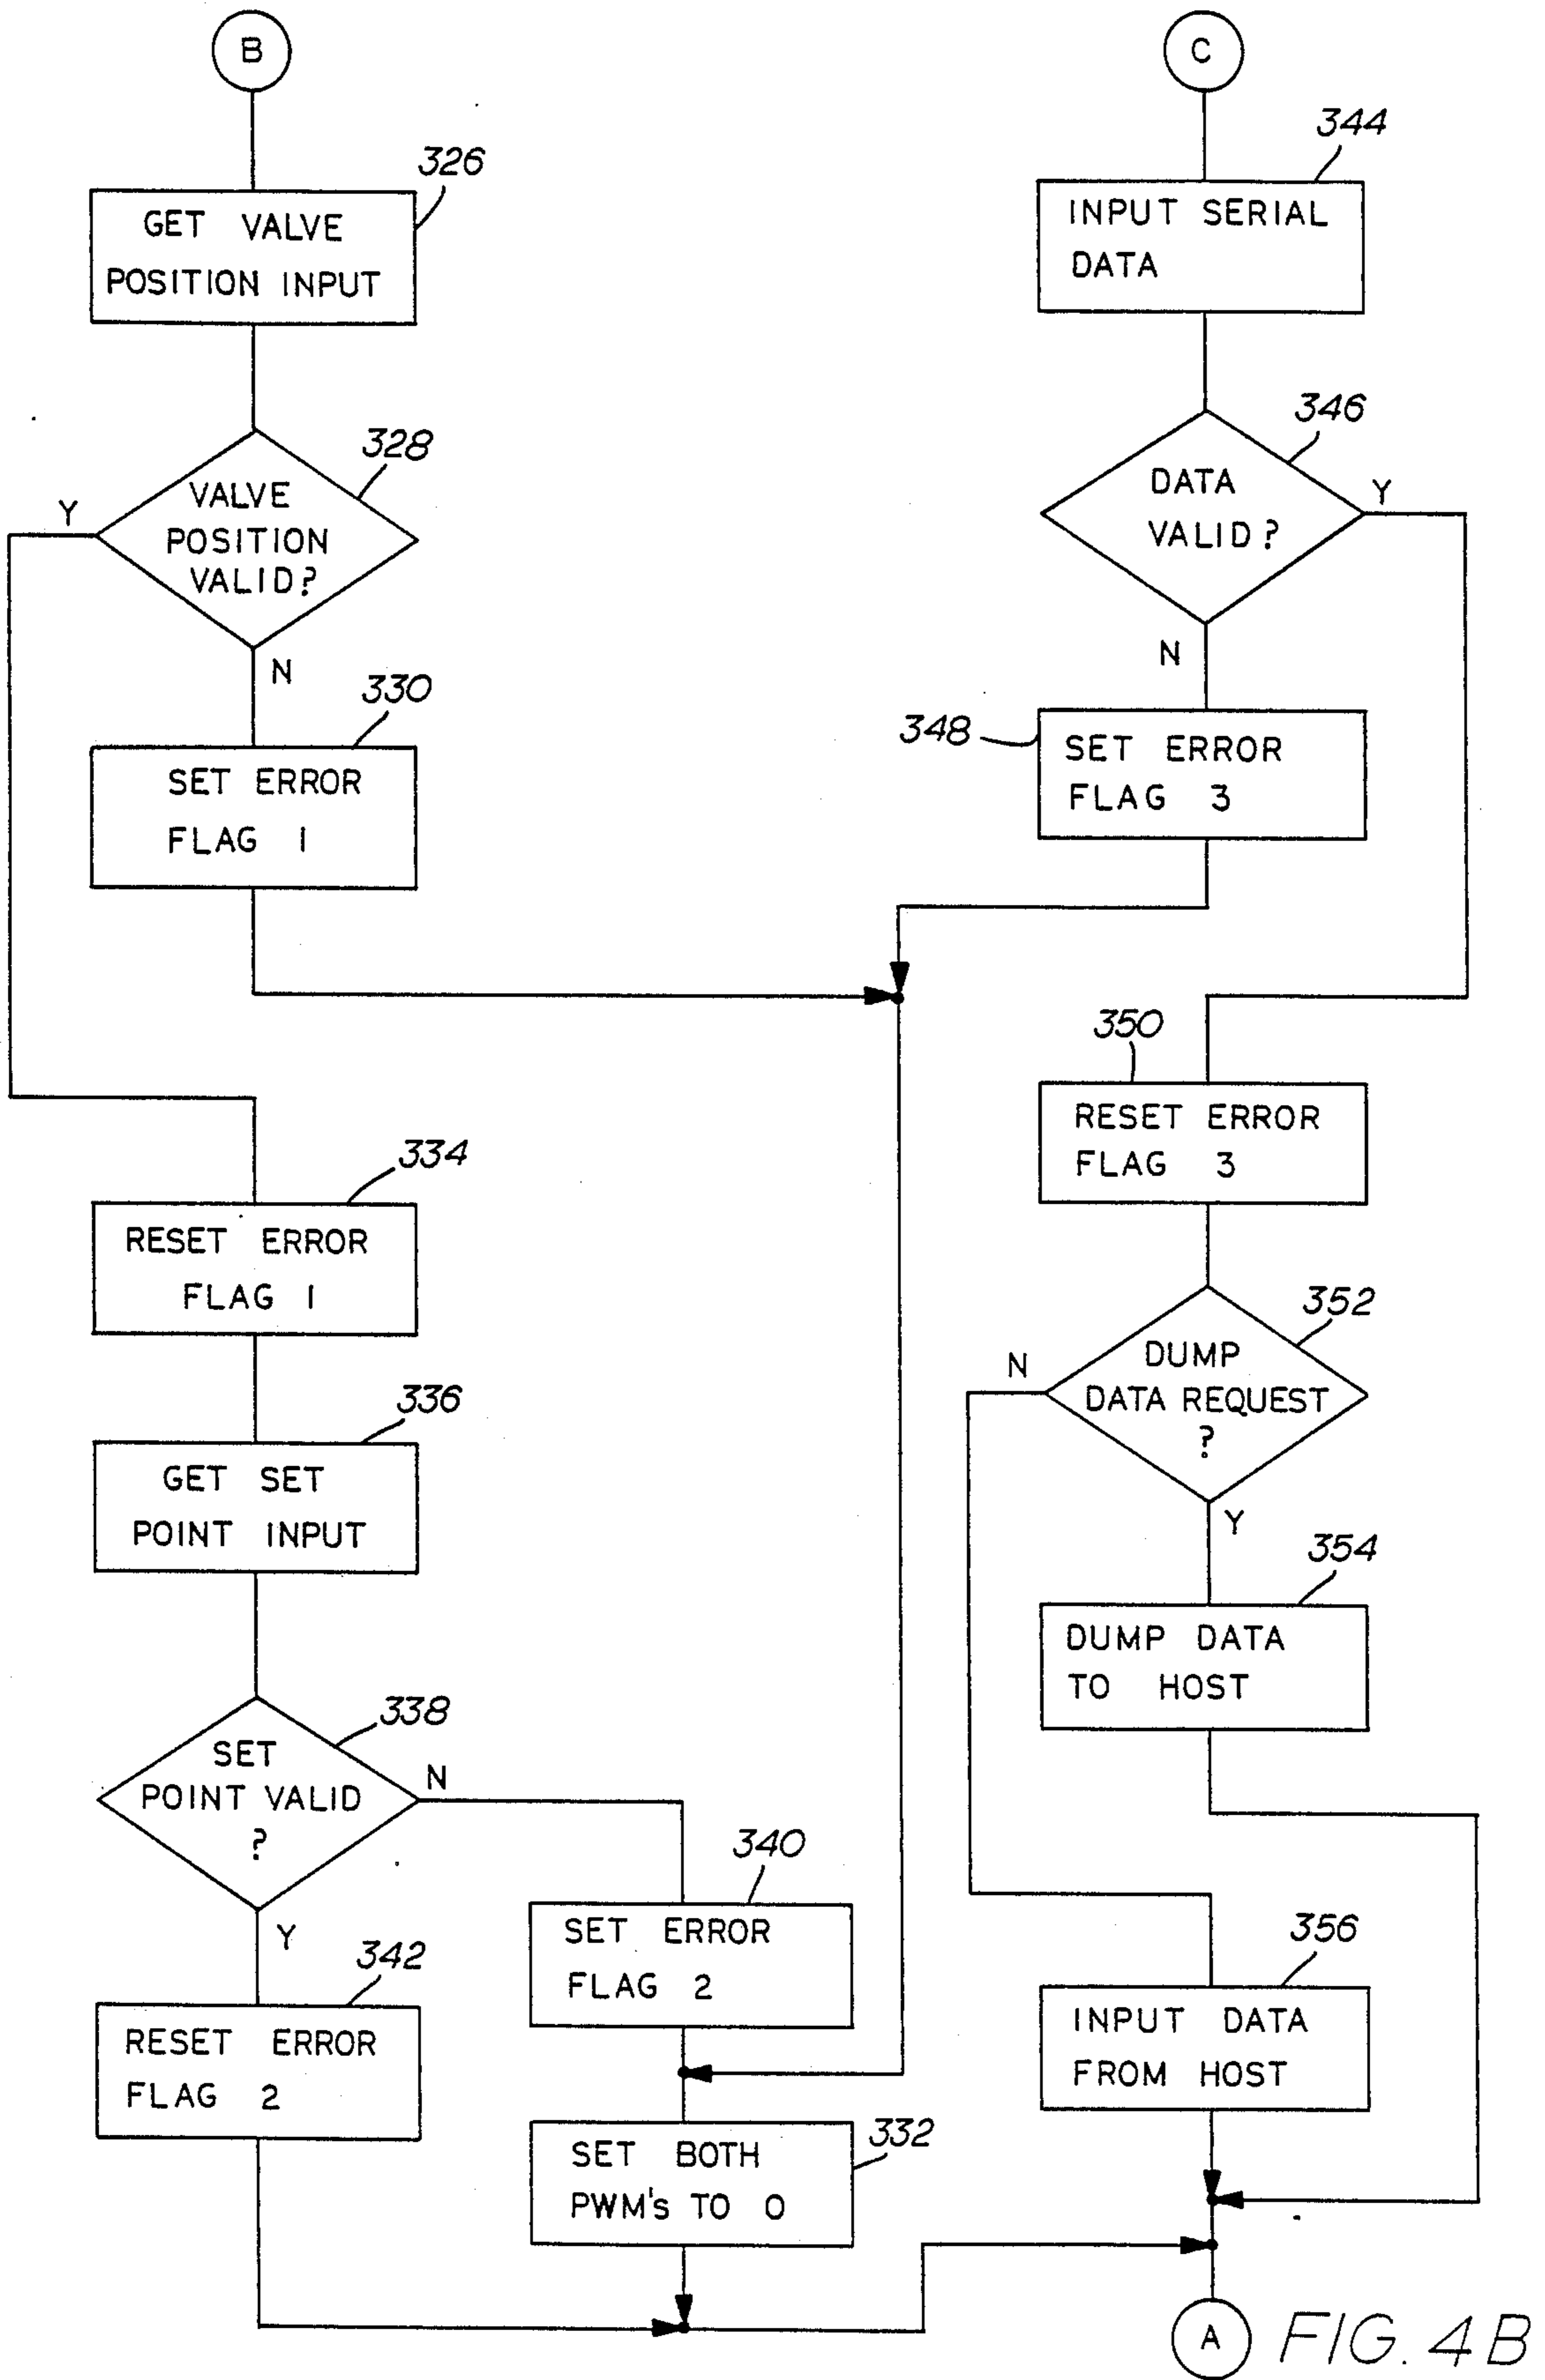 B
326
GET VALVE
POSITION INPUT
328
Y
VALVE
POSITION
VALID?
N
330
SET ERROR
FLAG 1
334
RESET ERROR
FLAG 1
336
GET SET
POINT INPUT
338
SET
POINT VALID
?
N
Y
340
SET ERROR
FLAG 2
342
RESET ERROR
FLAG 2
332
SET BOTH
PWM's TO 0
C
344
INPUT SERIAL
DATA
346
DATA
VALID?
Y
N
348
SET ERROR
FLAG 3
350
RESET ERROR
FLAG 3
352
N
DUMP
DATA REQUEST
?
Y
354
DUMP DATA
TO HOST
356
INPUT DATA
FROM HOST
A
FIG. 4B